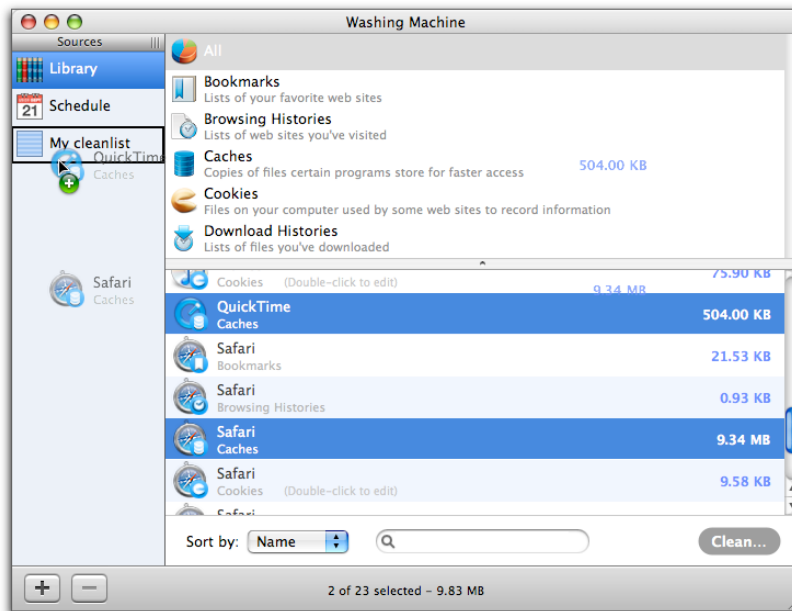 Washing Machine
Sources
Library
Schedule
21
My cleanlist
QuickTime
Caches
Safari
Caches
All
Bookmarks
Lists of your favorite web sites
Browsing Histories
Lists of web sites you've visited
Caches
Copies of files certain programs store for faster access
504.00 KB
Cookies
Files on your computer used by some web sites to record information
Download Histories
Lists of files you've downloaded
Cookies (Double-click to edit)
75.90 KB
9.34 MB
QuickTime
Caches
504.00 KB
Safari
Bookmarks
21.53 KB
Safari
Browsing Histories
0.93 KB
Safari
Caches
9.34 MB
Safari
Cookies (Double-click to edit)
9.58 KB
Safari
Sort by: Name
Clean...
2 of 23 selected - 9.83 MB